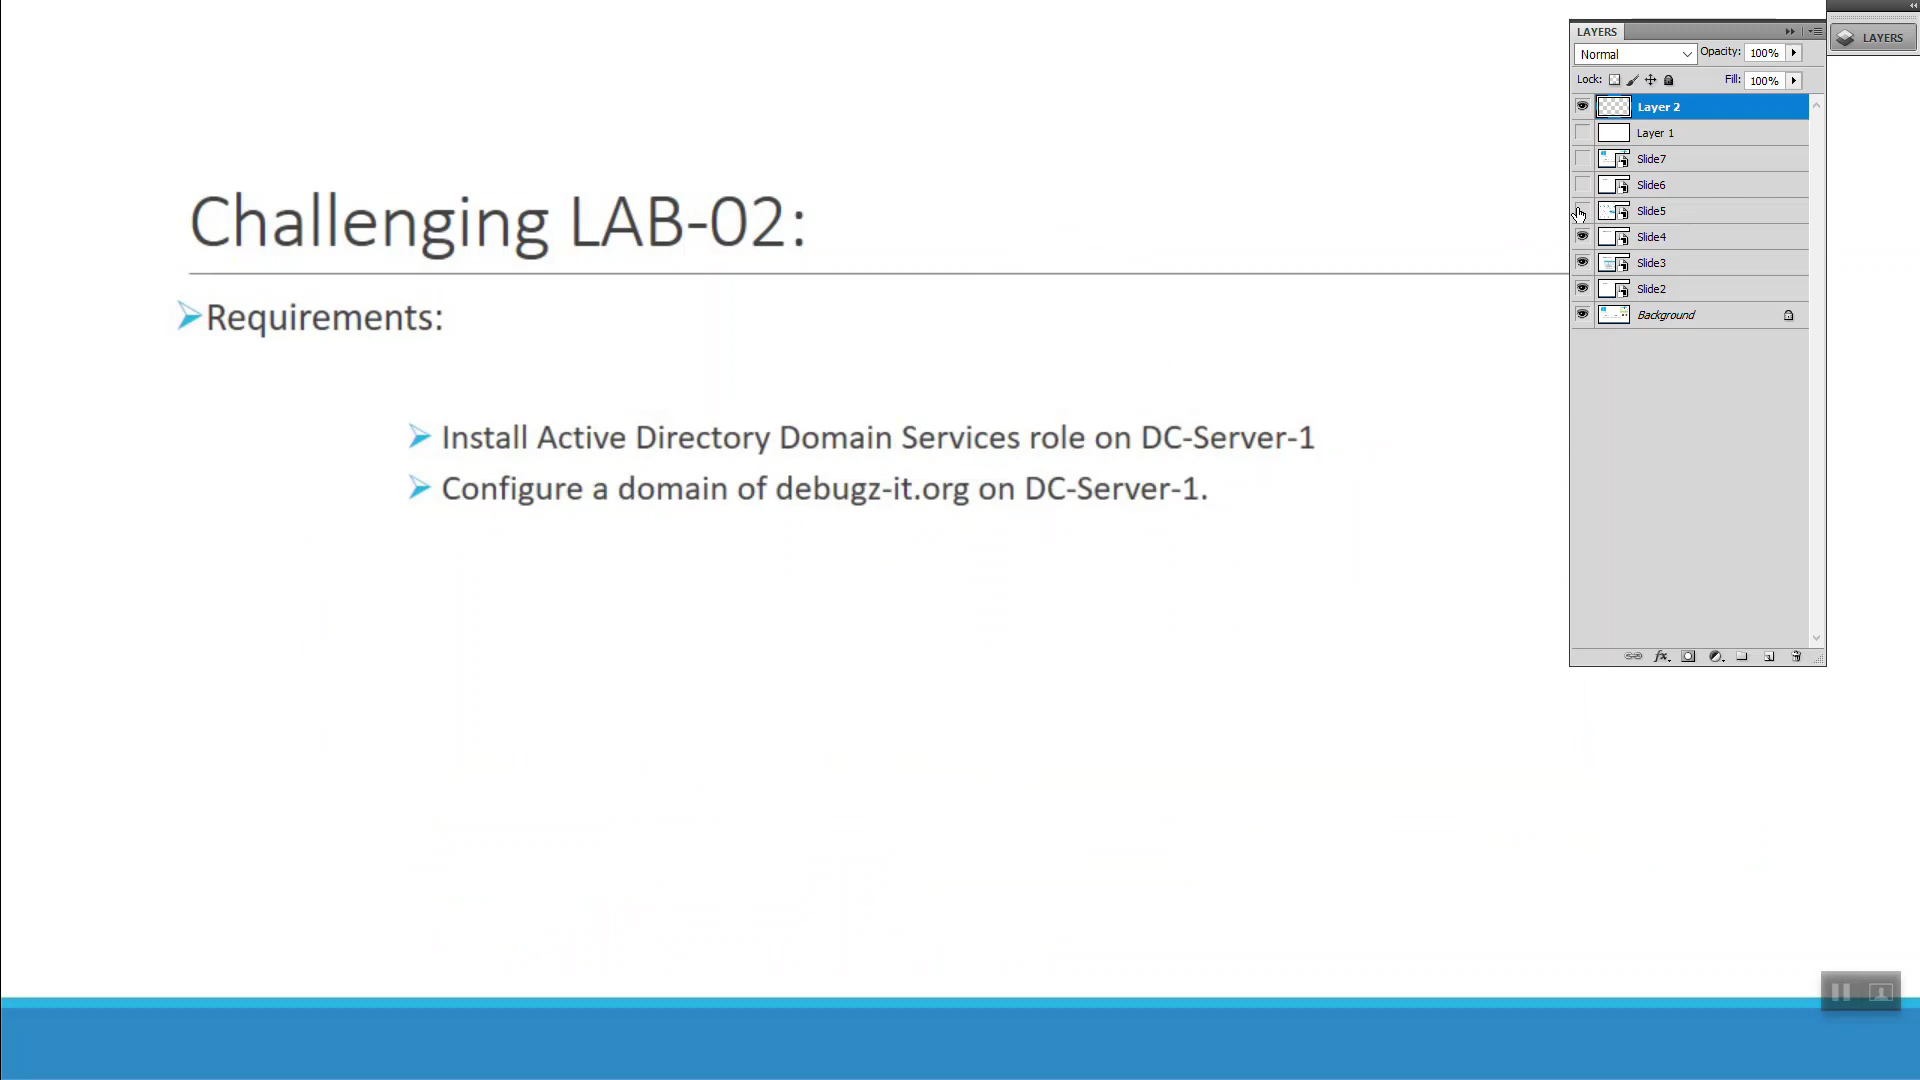 LAYERS
LAYERS
Normal
Opacity: 100%
Lock:
Fill: 100%
Layer 2
Layer 1
Slide7
Slide6
Slide5
Slide4
Slide3
Slide2
Background
fx
Challenging LAB-02:
Requirements:
Install Active Directory Domain Services role on DC-Server-1
Configure a domain of debugz-it.org on DC-Server-1.